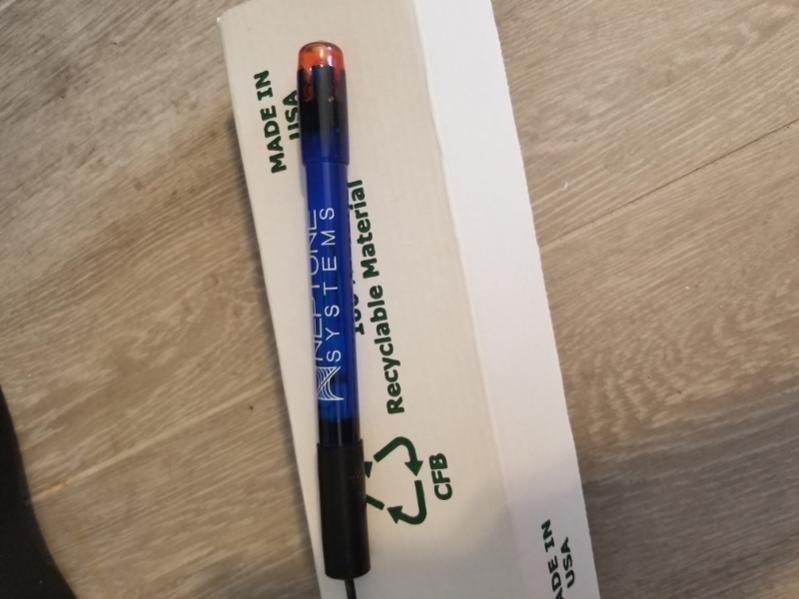 MADE IN
USA
NEPTUNE
SYSTEMS
Recyclable Material
CFB
MADE IN
USA